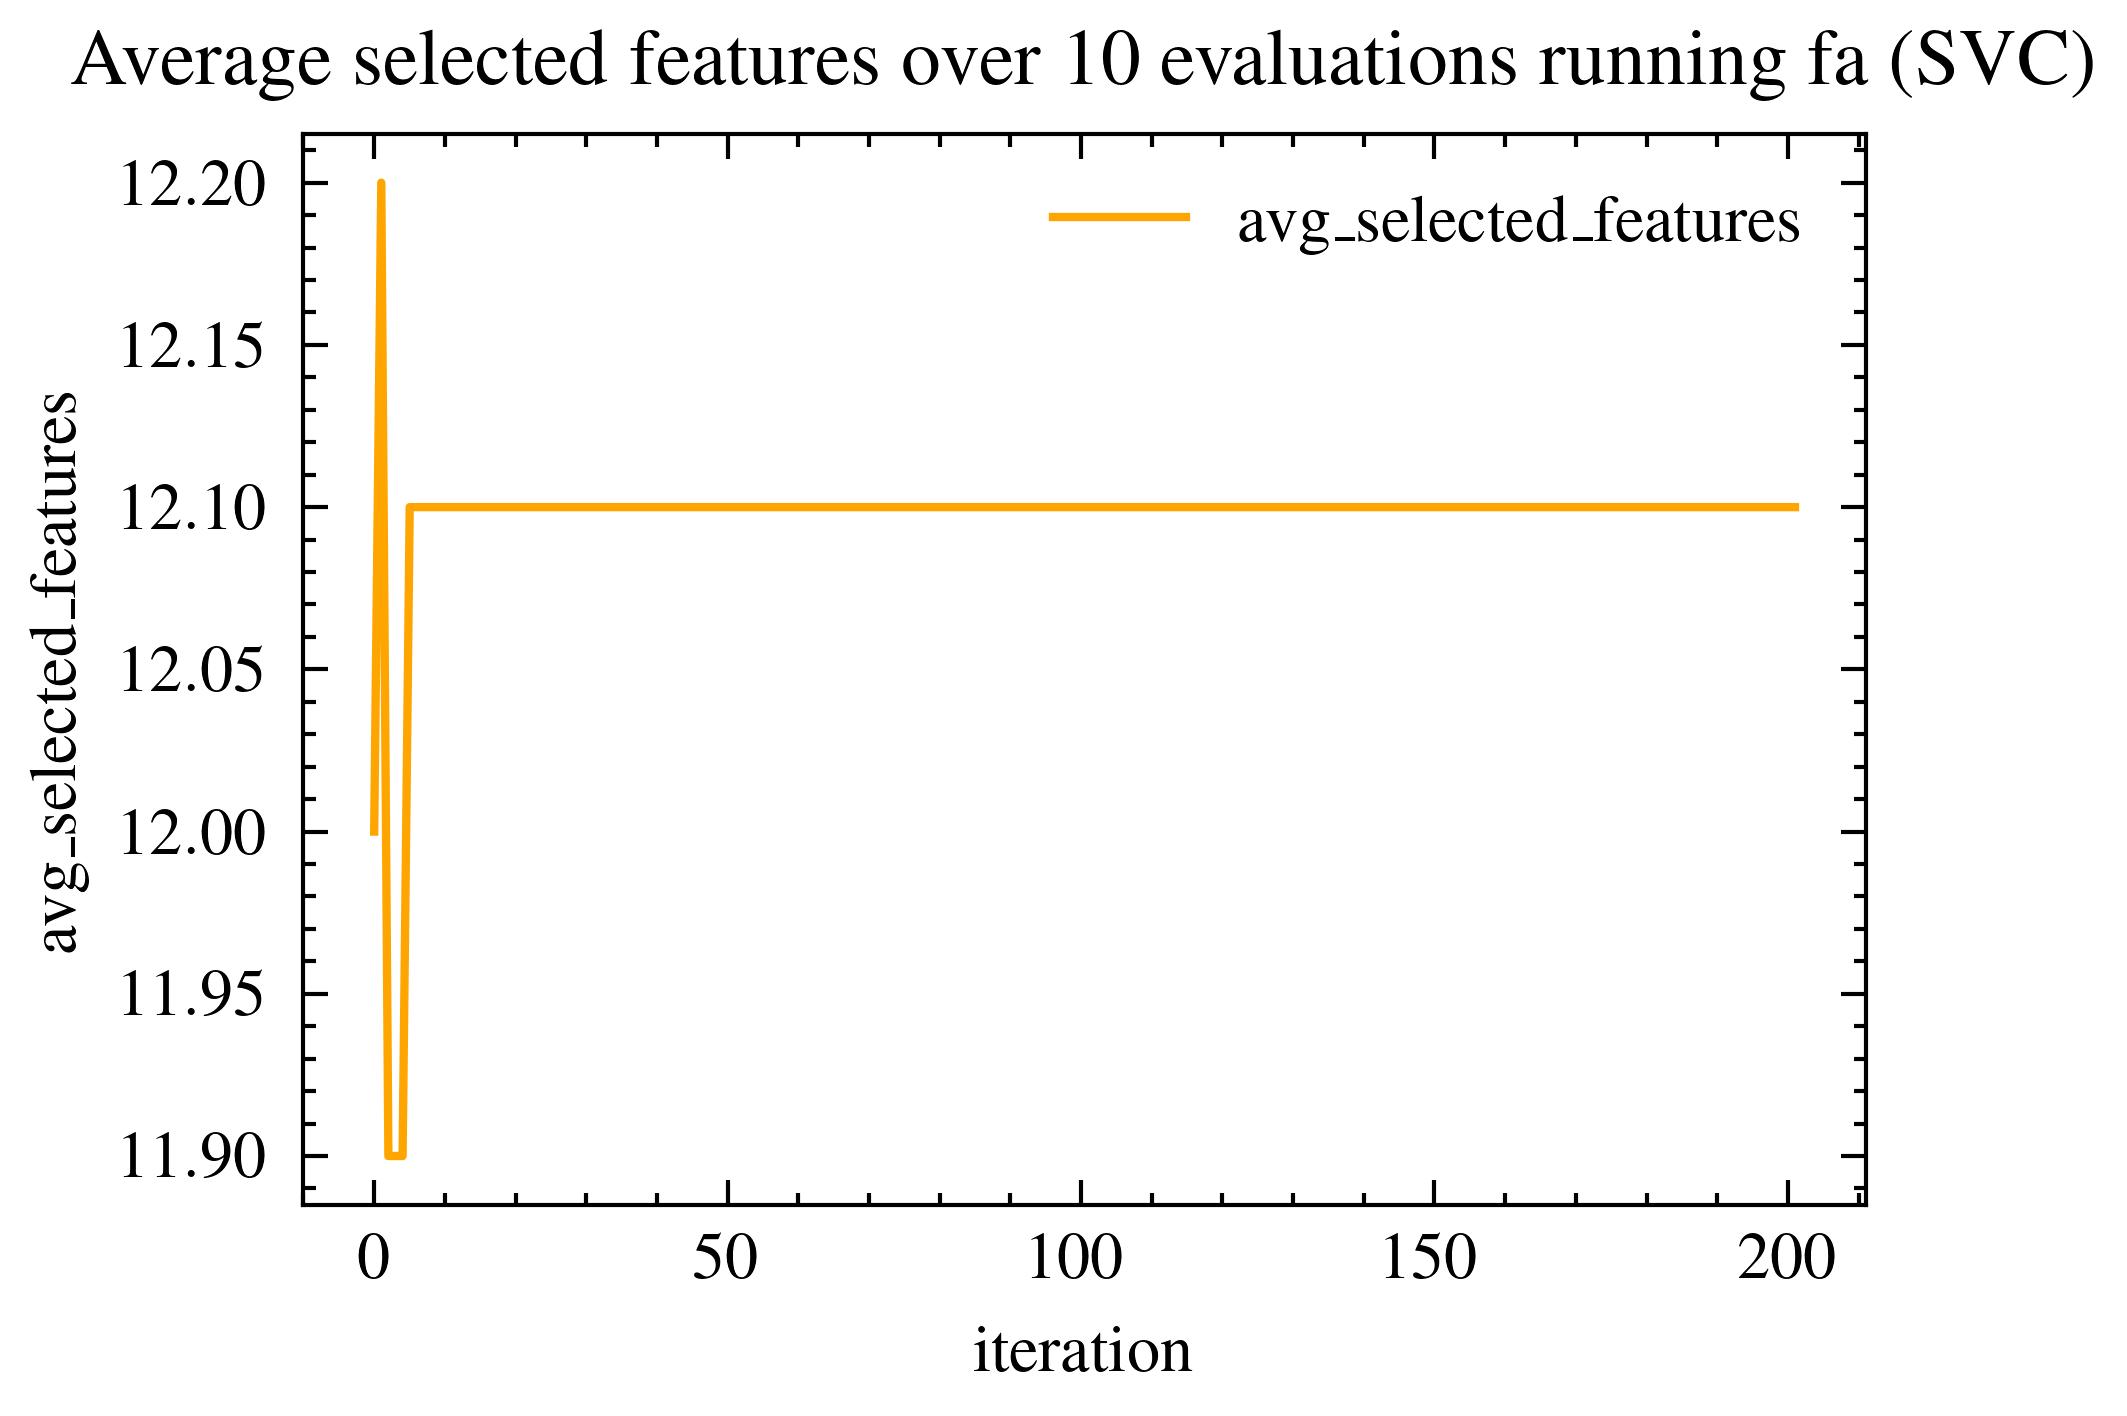 Average selected features over 10 evaluations running fa (SVC)
avg_selected_features
12.20
12.15
12.10
12.05
12.00
11.95
11.90
avg_selected_features
0 50 100 150 200
iteration